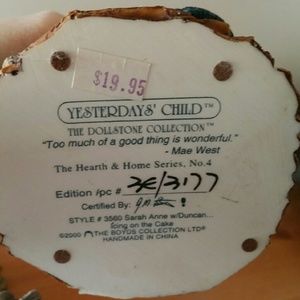 $19.95
YESTERDAYS' CHILD™
THE DOLLSTONE COLLECTION™
"Too much of a good thing is wonderful."
- Mae West
The Hearth & Home Series, No.4
Edition /pc # 3E/3177
Certified By:
STYLE # 3560 Sarah Anne w/Duncan...
Icing on the Cake
©2000 THE BOYDS COLLECTION LTD®
HANDMADE IN CHINA